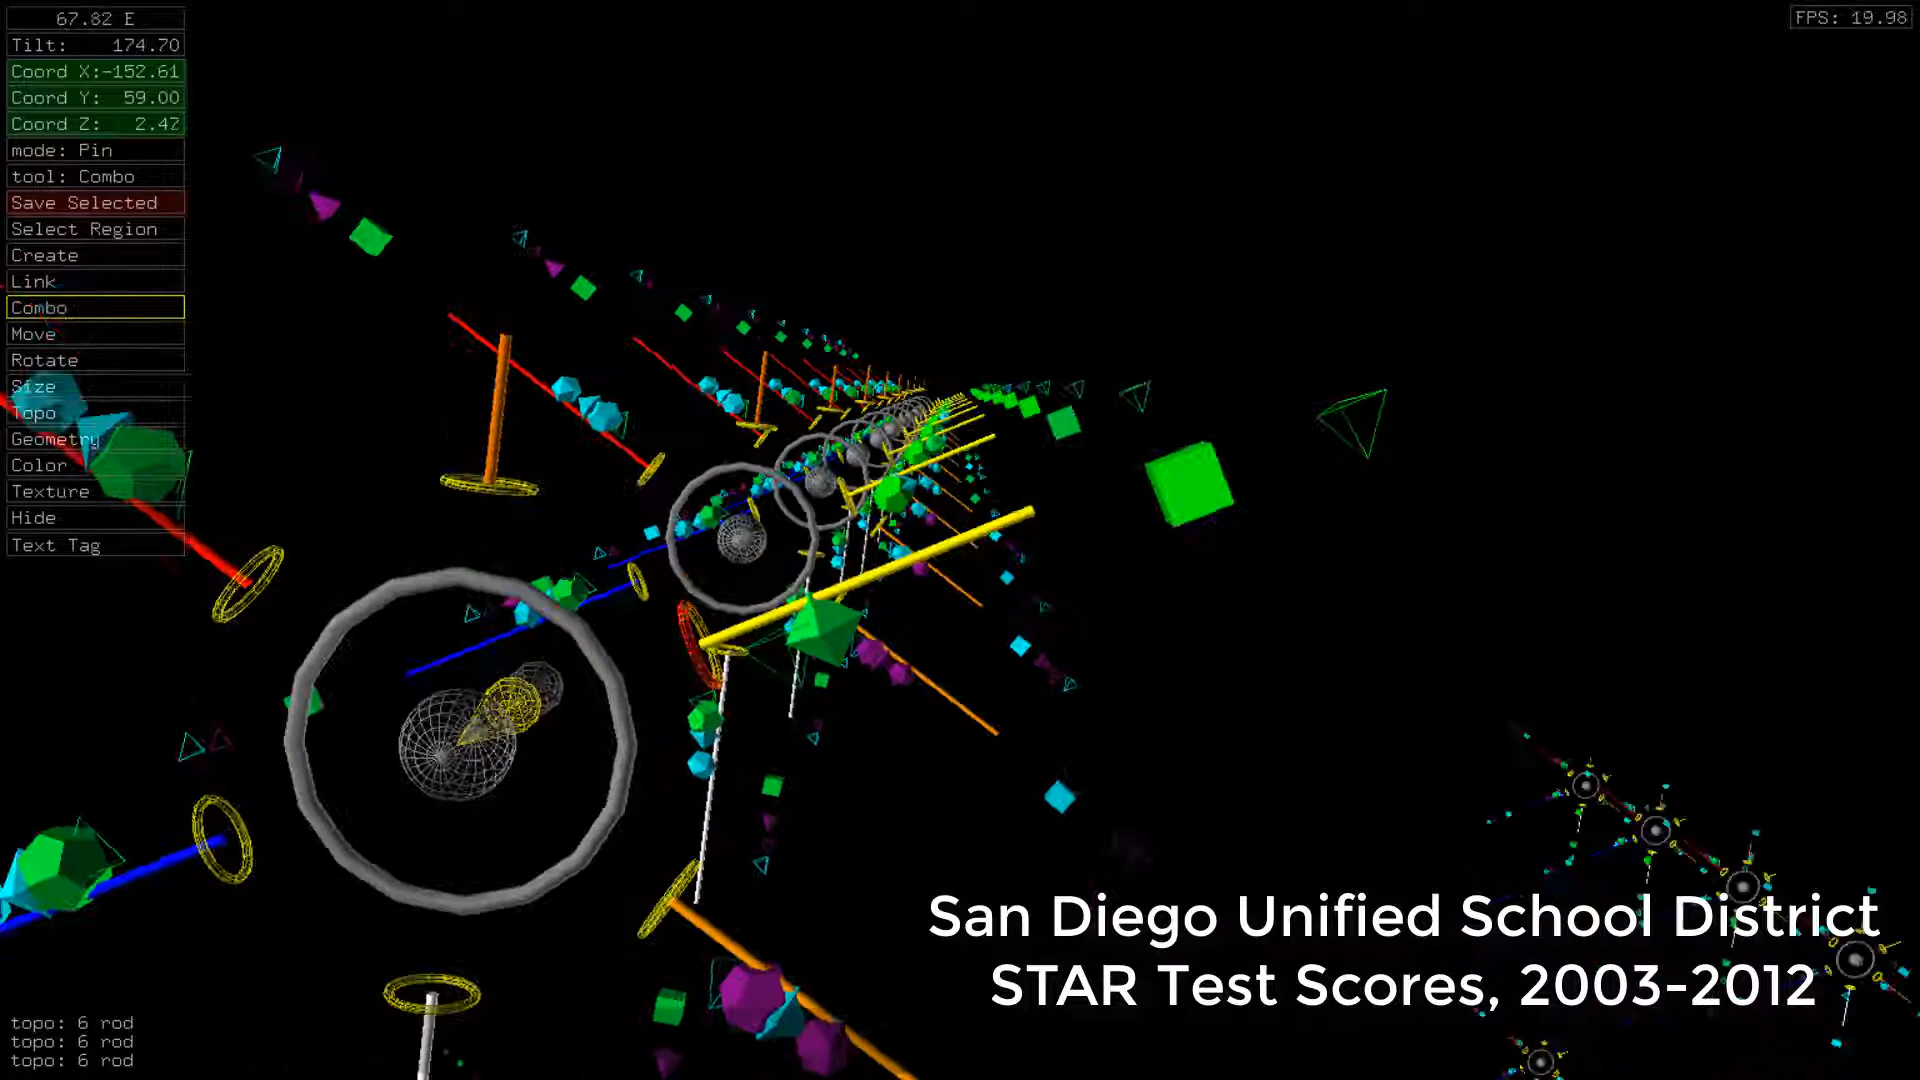 67.82 E
Tilt: 174.70
Coord X:-152.61
Coord Y: 59.00
Coord Z: 2.42
mode: Pin
tool: Combo
Save Selected
Select Region
Create
Link
Combo
Move
Rotate
Size
Topo
Geometry
Color
Texture
Hide
Text Tag
FPS: 19.98
San Diego Unified School District
STAR Test Scores, 2003-2012
topo: 6 rod
topo: 6 rod
topo: 6 rod